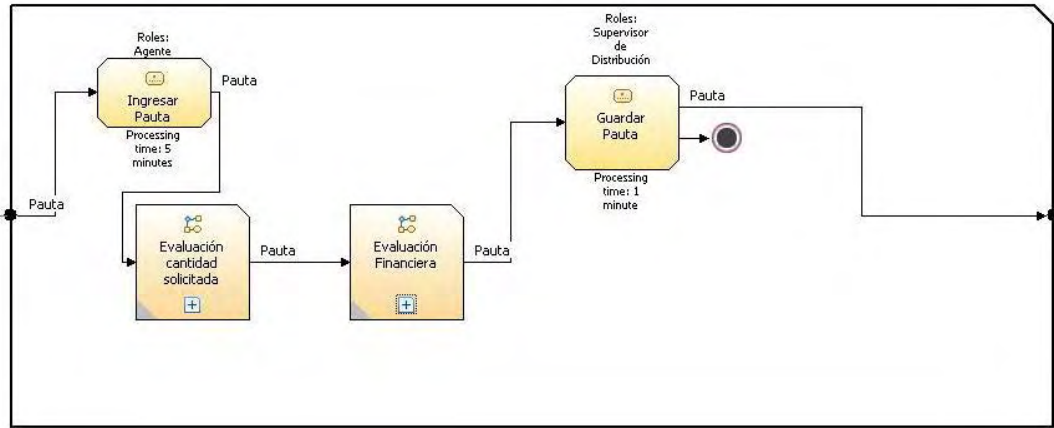 Roles:
Agente
Ingresar
Pauta
Processing
time: 5
minutes
Pauta
Pauta
Evaluación
cantidad
solicitada
Pauta
Evaluación
Financiera
Pauta
Roles:
Supervisor
de
Distribución
Guardar
Pauta
Processing
time: 1
minute
Pauta